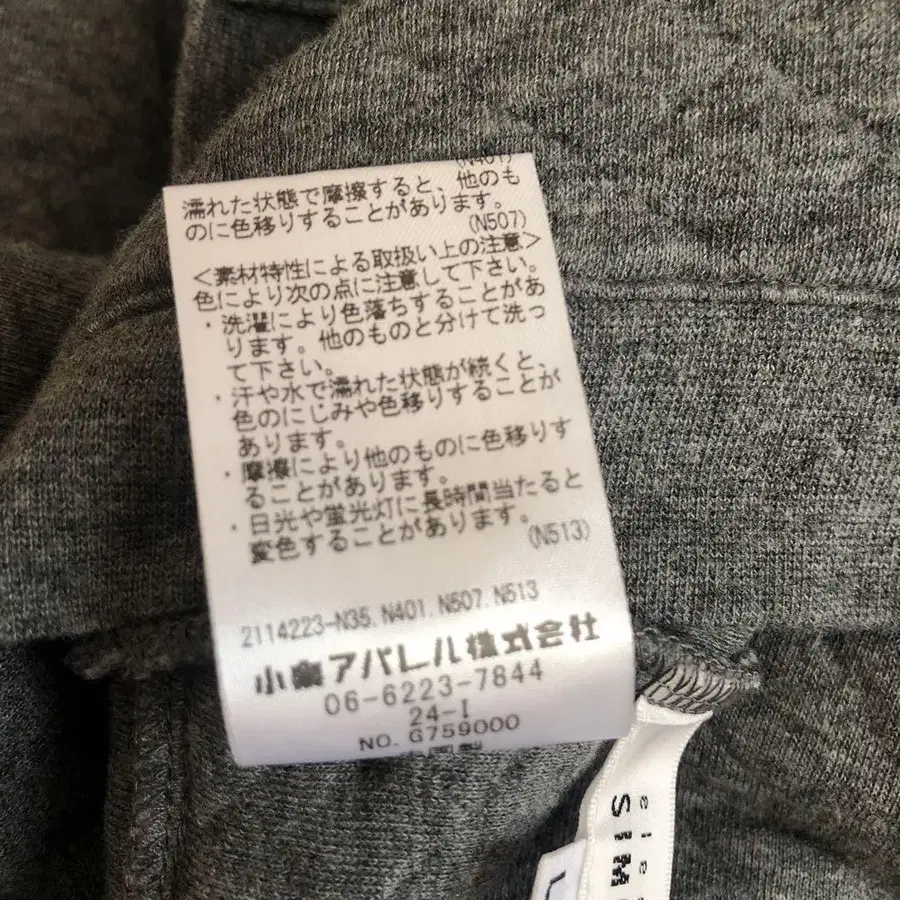 (N401)
濡れた状態で摩擦すると、他のも
のに色移りすることがあります。
(N507)
<素材特性による取扱い上の注意>
色により次の点に注意して下さい。
・洗濯により色落ちすることがあ
ります。他のものと分けて洗っ
て下さい。
・汗や水で濡れた状態が続くと、
色のにじみや色移りすることが
あります。
・摩擦により他のものに色移りす
ることがあります。
・日光や蛍光灯に長時間当たると
変色することがあります。
(N513)
2114223-N35. N401. N507. N513
アパレル株式会社
06-6223-7844
24-I
NO. G759000
SIM
L